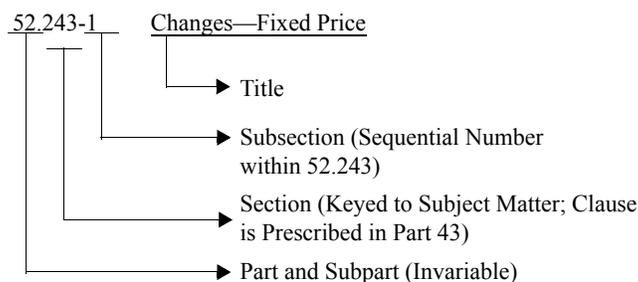 52.243-1 Changes—Fixed Price
Title
Subsection (Sequential Number
within 52.243)
Section (Keyed to Subject Matter; Clause
is Prescribed in Part 43)
Part and Subpart (Invariable)